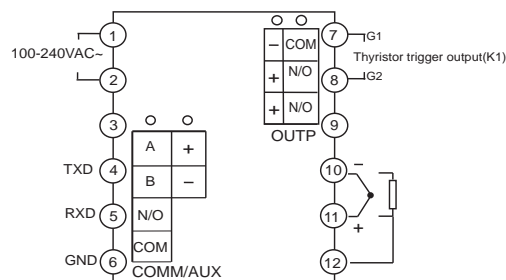 100-240VAC~
1
2
3
TXD 4
RXD 5
GND 6
A +
B −
N/O
COM
COMM/AUX
− COM
+ N/O
+ N/O
OUTP
7 G1
Thyristor trigger output(K1)
8 G2
9
10 −
11 +
12